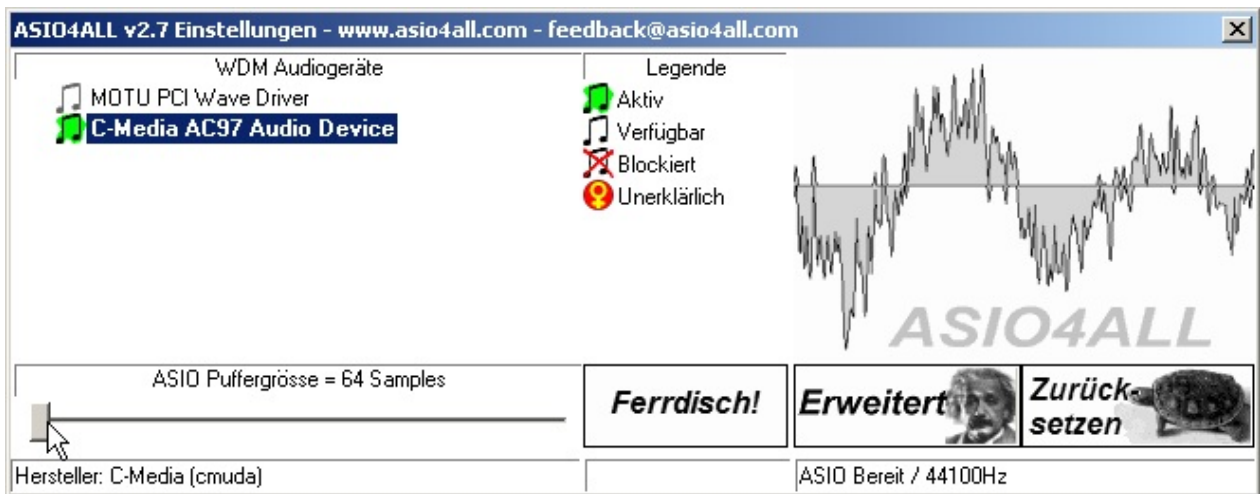 ASIO4ALL v2.7 Einstellungen - www.asio4all.com - feedback@asio4all.com
WDM Audiogeräte
MOTU PCI Wave Driver
C-Media AC97 Audio Device
Legende
Aktiv
Verfügbar
Blockiert
Unerklärlich
ASIO4ALL
ASIO Puffergrösse = 64 Samples
Ferrdisch!
Erweitert
Zurück-
setzen
Hersteller: C-Media (cmuda)
ASIO Bereit / 44100Hz